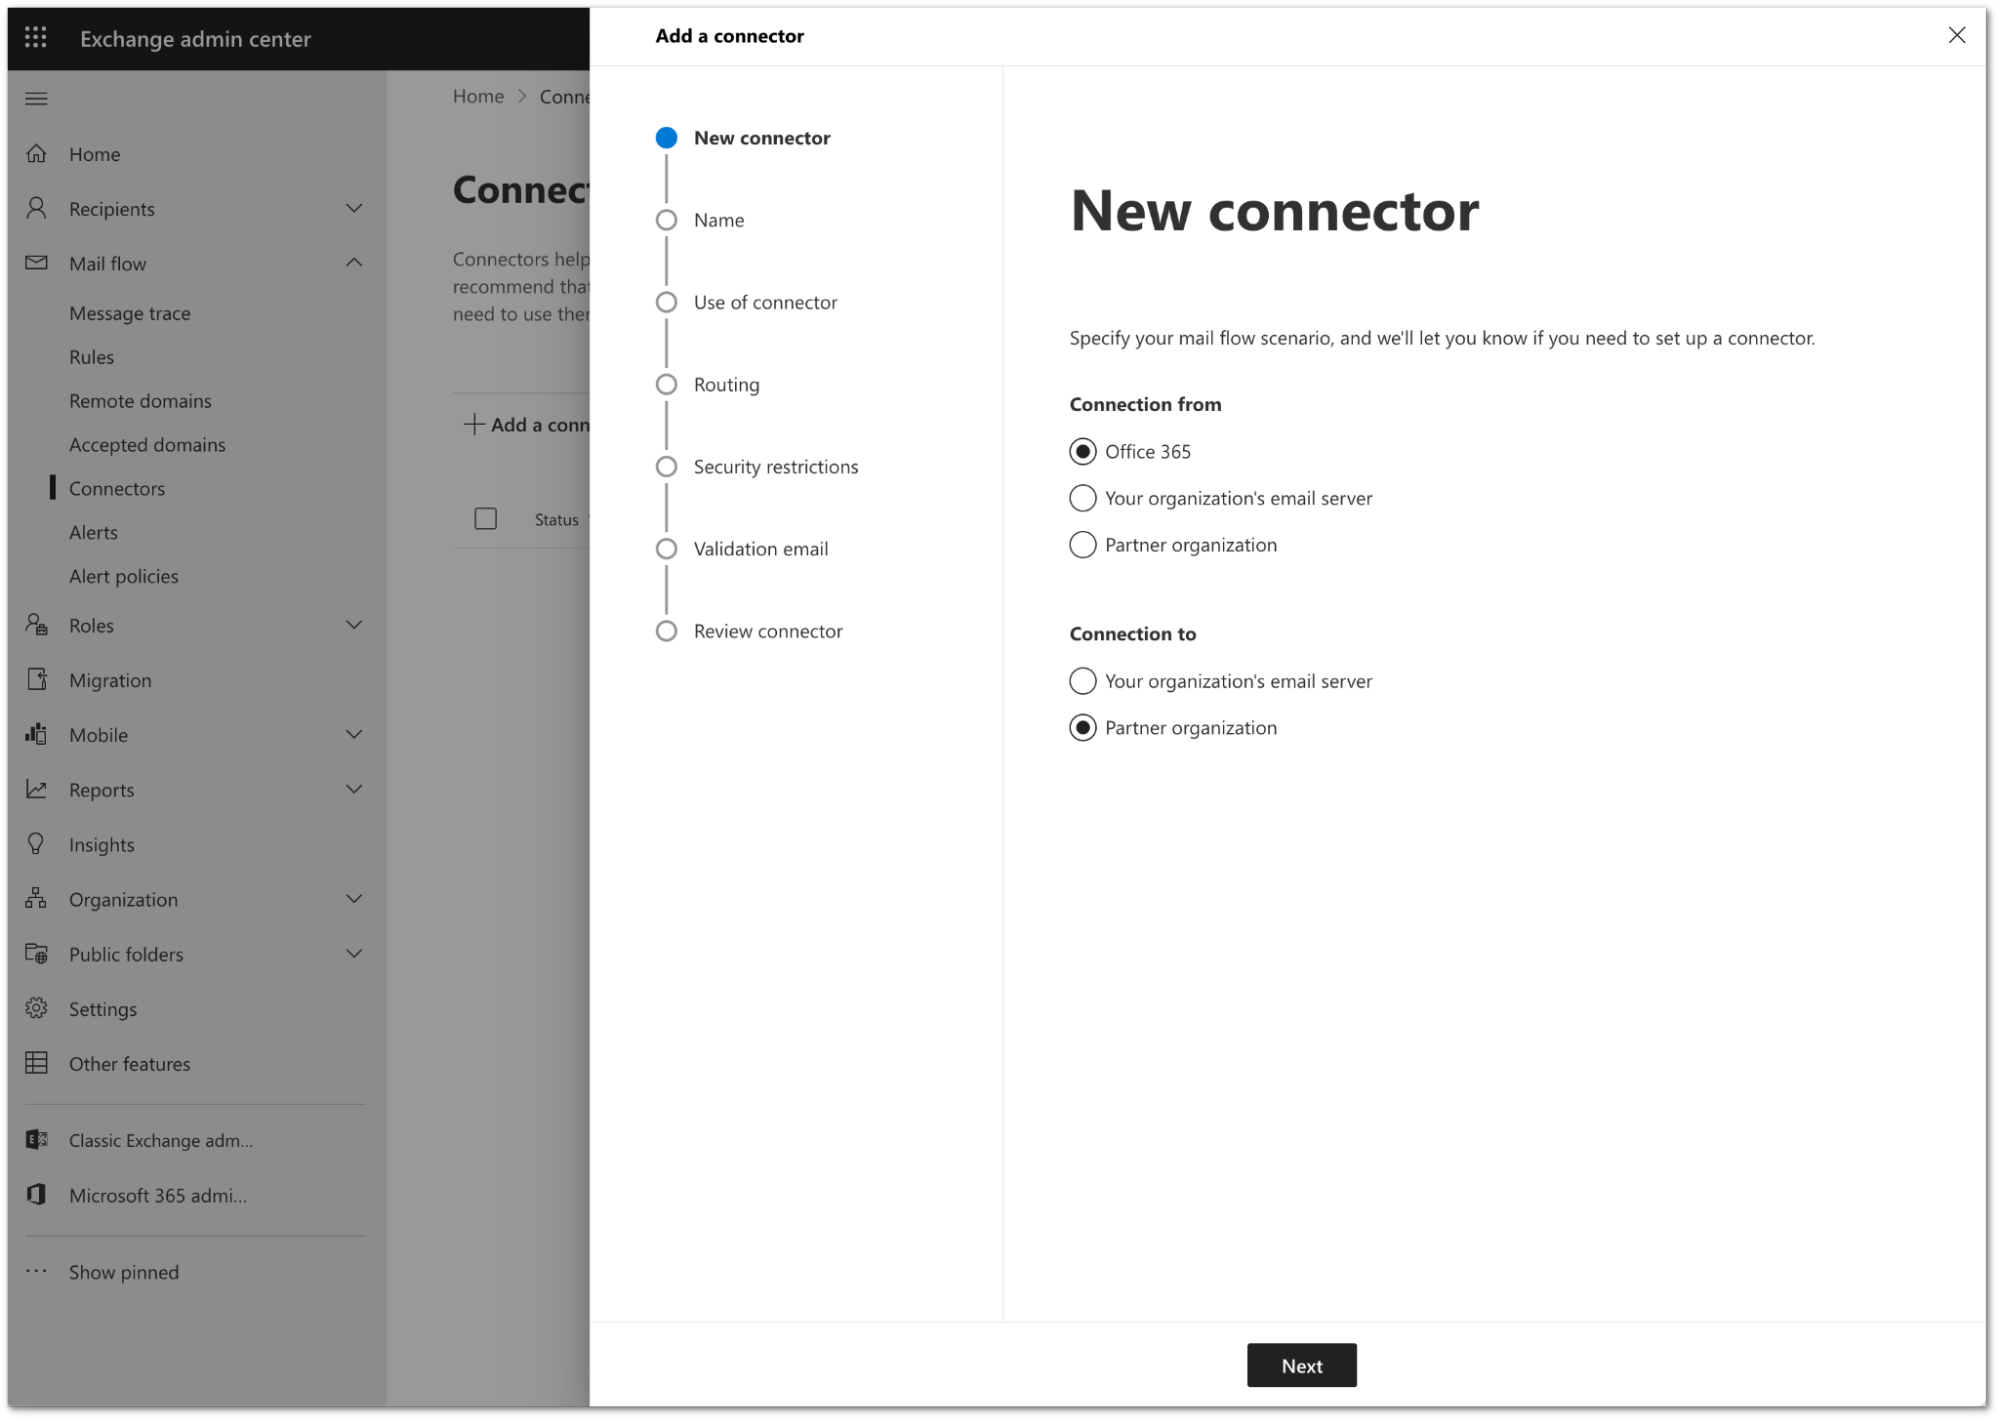 Exchange admin center
Home
Recipients
Mail flow
Message trace
Rules
Remote domains
Accepted domains
Connectors
Alerts
Alert policies
Roles
Migration
Mobile
Reports
Insights
Organization
Public folders
Settings
Other features
Classic Exchange adm...
Microsoft 365 admi...
Show pinned
Home > Conne
Connect
Connectors help
recommend that
need to use ther
Add a conn
Status
Add a connector
New connector
Name
Use of connector
Routing
Security restrictions
Validation email
Review connector
New connector
Specify your mail flow scenario, and we'll let you know if you need to set up a connector.
Connection from
Office 365
Your organization's email server
Partner organization
Connection to
Your organization's email server
Partner organization
Next